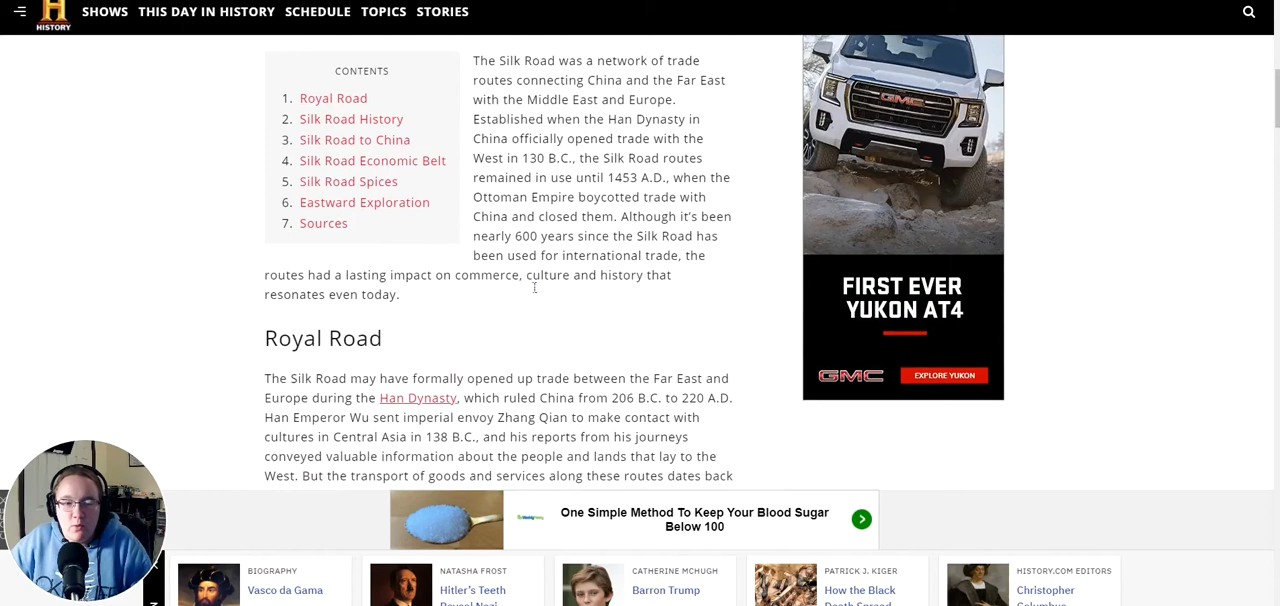 SHOWS THIS DAY IN HISTORY SCHEDULE TOPICS STORIES
H
HISTORY
CONTENTS
1. Royal Road
2. Silk Road History
3. Silk Road to China
4. Silk Road Economic Belt
5. Silk Road Spices
6. Eastward Exploration
7. Sources
The Silk Road was a network of trade
routes connecting China and the Far East
with the Middle East and Europe.
Established when the Han Dynasty in
China officially opened trade with the
West in 130 B.C., the Silk Road routes
remained in use until 1453 A.D., when the
Ottoman Empire boycotted trade with
China and closed them. Although it's been
nearly 600 years since the Silk Road has
been used for international trade, the
routes had a lasting impact on commerce, culture and history that
resonates even today.
Royal Road
The Silk Road may have formally opened up trade between the Far East and
Europe during the Han Dynasty, which ruled China from 206 B.C. to 220 A.D.
Han Emperor Wu sent imperial envoy Zhang Qian to make contact with
cultures in Central Asia in 138 B.C., and his reports from his journeys
conveyed valuable information about the people and lands that lay to the
West. But the transport of goods and services along these routes dates back
GMC
FIRST EVER
YUKON AT4
GMC EXPLORE YUKON
One Simple Method To Keep Your Blood Sugar
Below 100
BIOGRAPHY
Vasco da Gama
NATASHA FROST
Hitler's Teeth
Reveal Nazi
CATHERINE MCHUGH
Barron Trump
PATRICK J. KIGER
How the Black
Death Spread
HISTORY.COM EDITORS
Christopher
Columbus